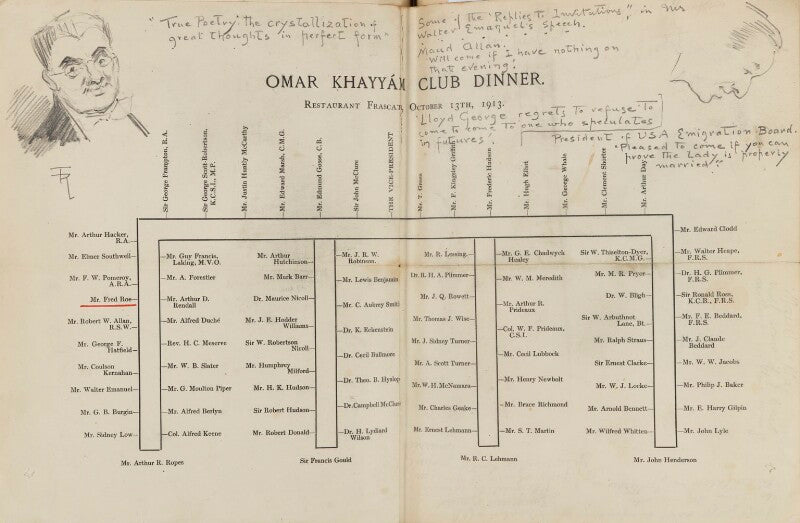 "True Poetry" the crystallization of
great thoughts in perfect form"
Some of the "Replies To Invitations", in Mr
Walter Emanuel's Speech.
Maud Allan.
Will come if I have nothing on
that evening!
OMAR KHAYYÁM CLUB DINNER.
RESTAURANT FRASCATI, OCTOBER 13TH, 1913.
'Lloyd George regrets to refuse to
come to one who speculates
in futures'.
President of USA Emigration Board.
"Pleased to come if you can
prove the Lady is properly
married"
Sir George Frampton, R.A.
Sir George Scott-Robertson,
K.C.S.I., M.P.
Mr. Justin Huntly McCarthy
Mr. Edward Marsh, C.M.G.
Mr. Edmund Gosse, C.B.
Sir John McClure
THE VICE-PRESIDENT
Mr. T. Gosse
Mr. F. Kingsley Griffith
Mr. Frederic Hudson
Mr. Hugh Elliot
Mr. George Whale
Mr. Clement Shorter
Mr. Arthur Day
Mr. Arthur Hacker,
R.A.
Mr. Elmer Southwell
Mr. F. W. Pomeroy,
A.R.A.
Mr. Fred Roe
Mr. Robert W. Allan,
R.S.W.
Mr. George F.
Hatfield
Mr. Coulson
Kernahan
Mr. Walter Emanuel
Mr. G. B. Burgin
Mr. Sidney Low
Mr. Guy Francis,
Laking, M.V.O.
Mr. A. Forestier
Mr. Arthur D.
Rendall
Mr. Alfred Duché
Rev. H. C. Meserve
Mr. W. B. Slater
Mr. G. Moulton Piper
Mr. Alfred Berlyn
Col. Alfred Keene
Mr. Arthur
Hutchinson
Mr. Mark Barr
Dr. Maurice Nicoll
Mr. J. E. Hodder
Williams
Sir W. Robertson
Nicoll
Mr. Humphrey
Milford
Mr. H. K. Hudson
Sir Robert Hudson
Mr. Robert Donald
Mr. J. R. W.
Robinson
Mr. Lewis Benjamin
Mr. C. Aubrey Smith
Dr. K. Eckenstein
Dr. Cecil Bullmore
Dr. Theo. B. Hyslop
Dr. Campbell McClure
Dr. H. Lydiard
Wilson
Mr. R. Lessing
Dr. R. H. A. Plimmer
Mr. J. Q. Rowett
Mr. Thomas J. Wise
Mr. J. Sidney Turner
Mr. A. Scott Turner
Mr. W. H. McNamara
Mr. Charles Geake
Mr. Ernest Lehmann
Mr. G. E. Chadwych
Healey
Mr. W. M. Meredith
Mr. Arthur R.
Prideaux
Col. W. F. Prideaux,
C.S.I.
Mr. Cecil Lubbock
Mr. Henry Newbolt
Mr. Bruce Richmond
Mr. S. T. Martin
Sir W. Thiselton-Dyer,
K.C.M.G.
Mr. M. R. Pryor
Dr. W. Bligh
Sir W. Arbuthnot
Lane, Bt.
Mr. Ralph Straus
Sir Ernest Clarke
Mr. W. J. Locke
Mr. Arnold Bennett
Mr. Wilfred Whitten
Mr. Edward Clodd
Mr. Walter Heape,
F.R.S.
Dr. H. G. Plimmer,
F.R.S.
Sir Ronald Ross,
K.C.B., F.R.S.
Mr. F. E. Beddard,
F.R.S.
Mr. J. Claude
Beddard
Mr. W. W. Jacobs
Mr. Philip J. Baker
Mr. E. Harry Gilpin
Mr. John Lyle
Mr. Arthur R. Ropes
Sir Francis Gould
Mr. R. C. Lehmann
Mr. John Henderson